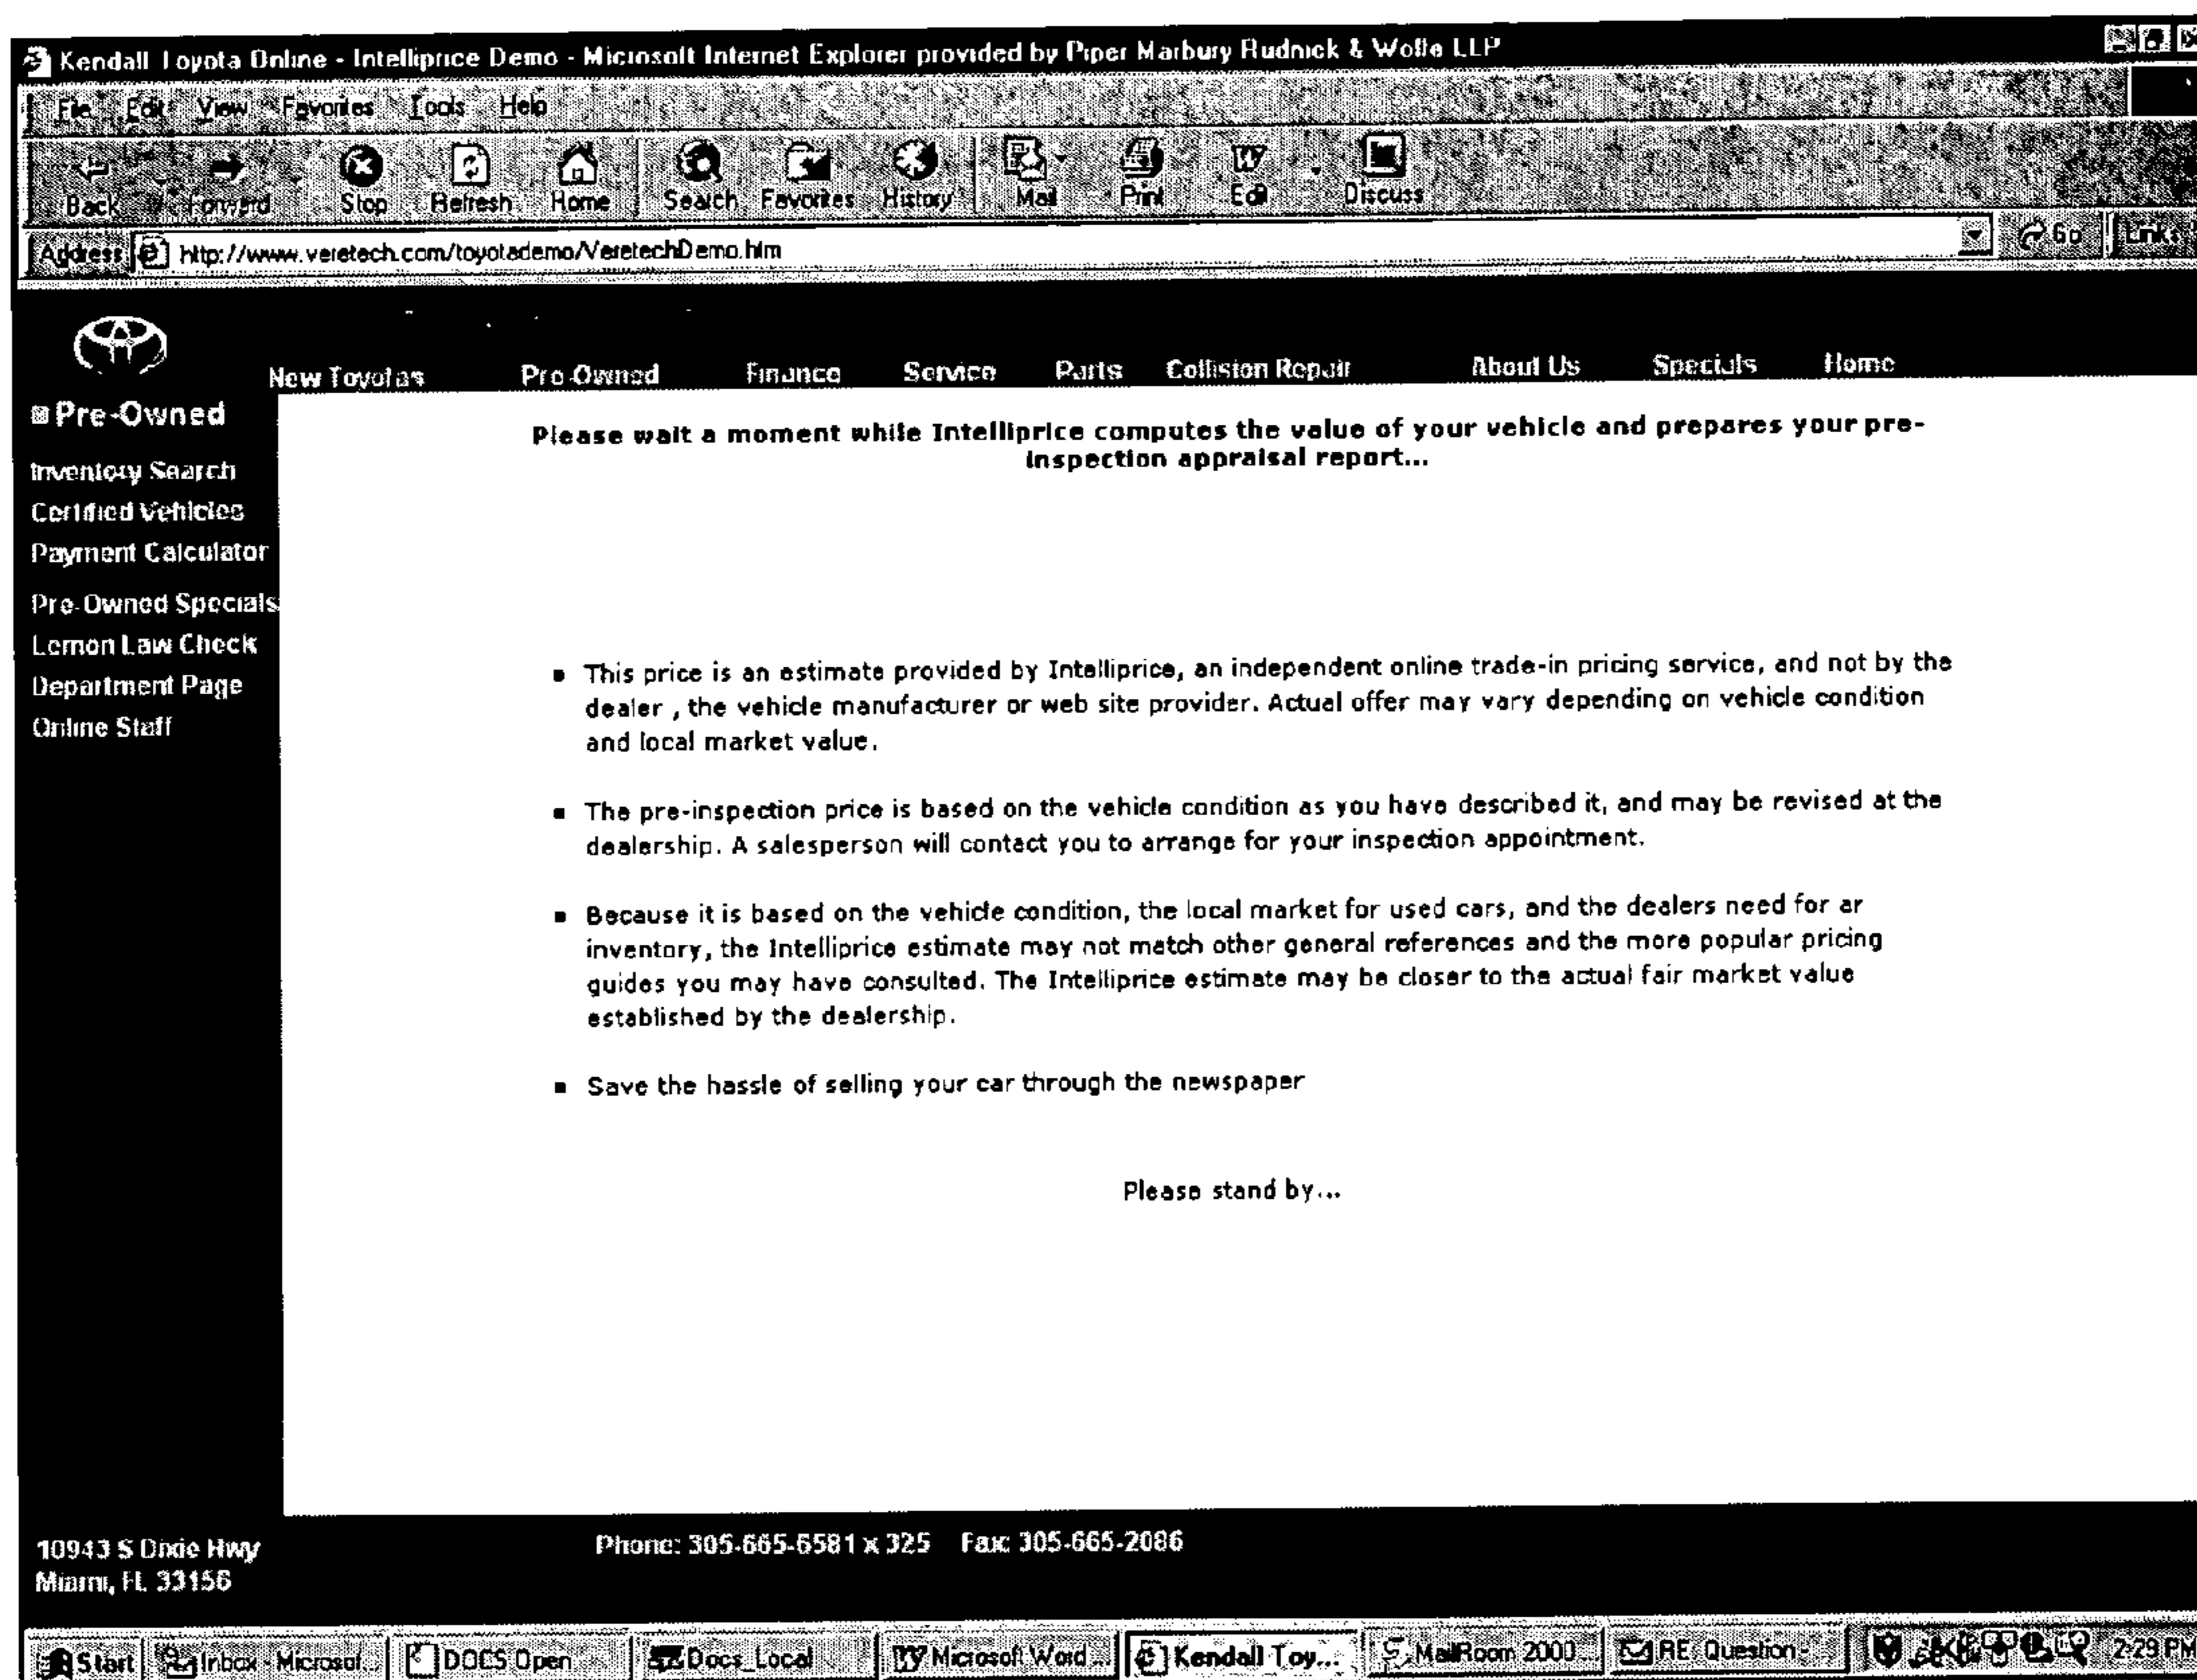 Kendall Toyota Online - Intelliprice Demo - Microsoft Internet Explorer provided by Piper Marbury Rudnick & Wolfe LLP
File Edit View Favorites Tools Help
Back Forward Stop Refresh Home Search Favorites History Mail Print Edit Discuss
Address http://www.veretech.com/toyotademo/VeretechDemo.htm Go Links
New Toyotas Pre-Owned Finance Service Parts Collision Repair About Us Specials Home
Pre-Owned
Inventory Search
Certified Vehicles
Payment Calculator
Pre-Owned Specials
Lemon Law Check
Department Page
Online Staff
Please wait a moment while Intelliprice computes the value of your vehicle and prepares your pre-
inspection appraisal report...
▪ This price is an estimate provided by Intelliprice, an independent online trade-in pricing service, and not by the
dealer , the vehicle manufacturer or web site provider. Actual offer may vary depending on vehicle condition
and local market value.
▪ The pre-inspection price is based on the vehicle condition as you have described it, and may be revised at the
dealership. A salesperson will contact you to arrange for your inspection appointment.
▪ Because it is based on the vehicle condition, the local market for used cars, and the dealers need for ar
inventory, the Intelliprice estimate may not match other general references and the more popular pricing
guides you may have consulted. The Intelliprice estimate may be closer to the actual fair market value
established by the dealership.
▪ Save the hassle of selling your car through the newspaper
Please stand by...
10943 S Dixie Hwy
Miami, FL 33156
Phone: 305-665-6581 x 325 Fax: 305-665-2086
Start Inbox - Microsof... DOCS Open Docs_Local Microsoft Word ... Kendall Toy... MailRoom 2000 RE: Question - 2:29 PM